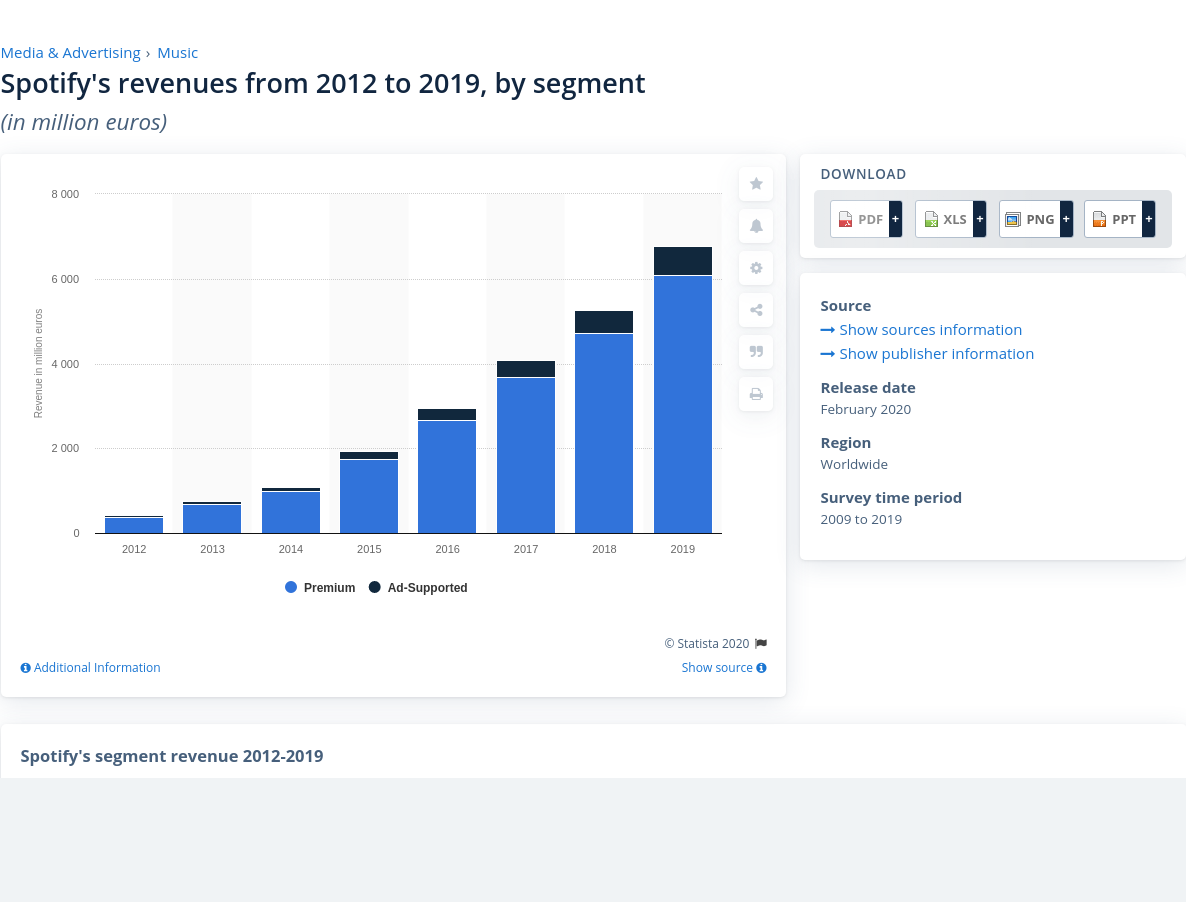 Media & Advertising › Music
Spotify's revenues from 2012 to 2019, by segment
(in million euros)
8 000
6 000
4 000
2 000
0
Revenue in million euros
2012 2013 2014 2015 2016 2017 2018 2019
Premium Ad-Supported
© Statista 2020
Additional Information
Show source
DOWNLOAD
PDF + XLS + PNG + PPT +
Source
Show sources information
Show publisher information
Release date
February 2020
Region
Worldwide
Survey time period
2009 to 2019
Spotify's segment revenue 2012-2019